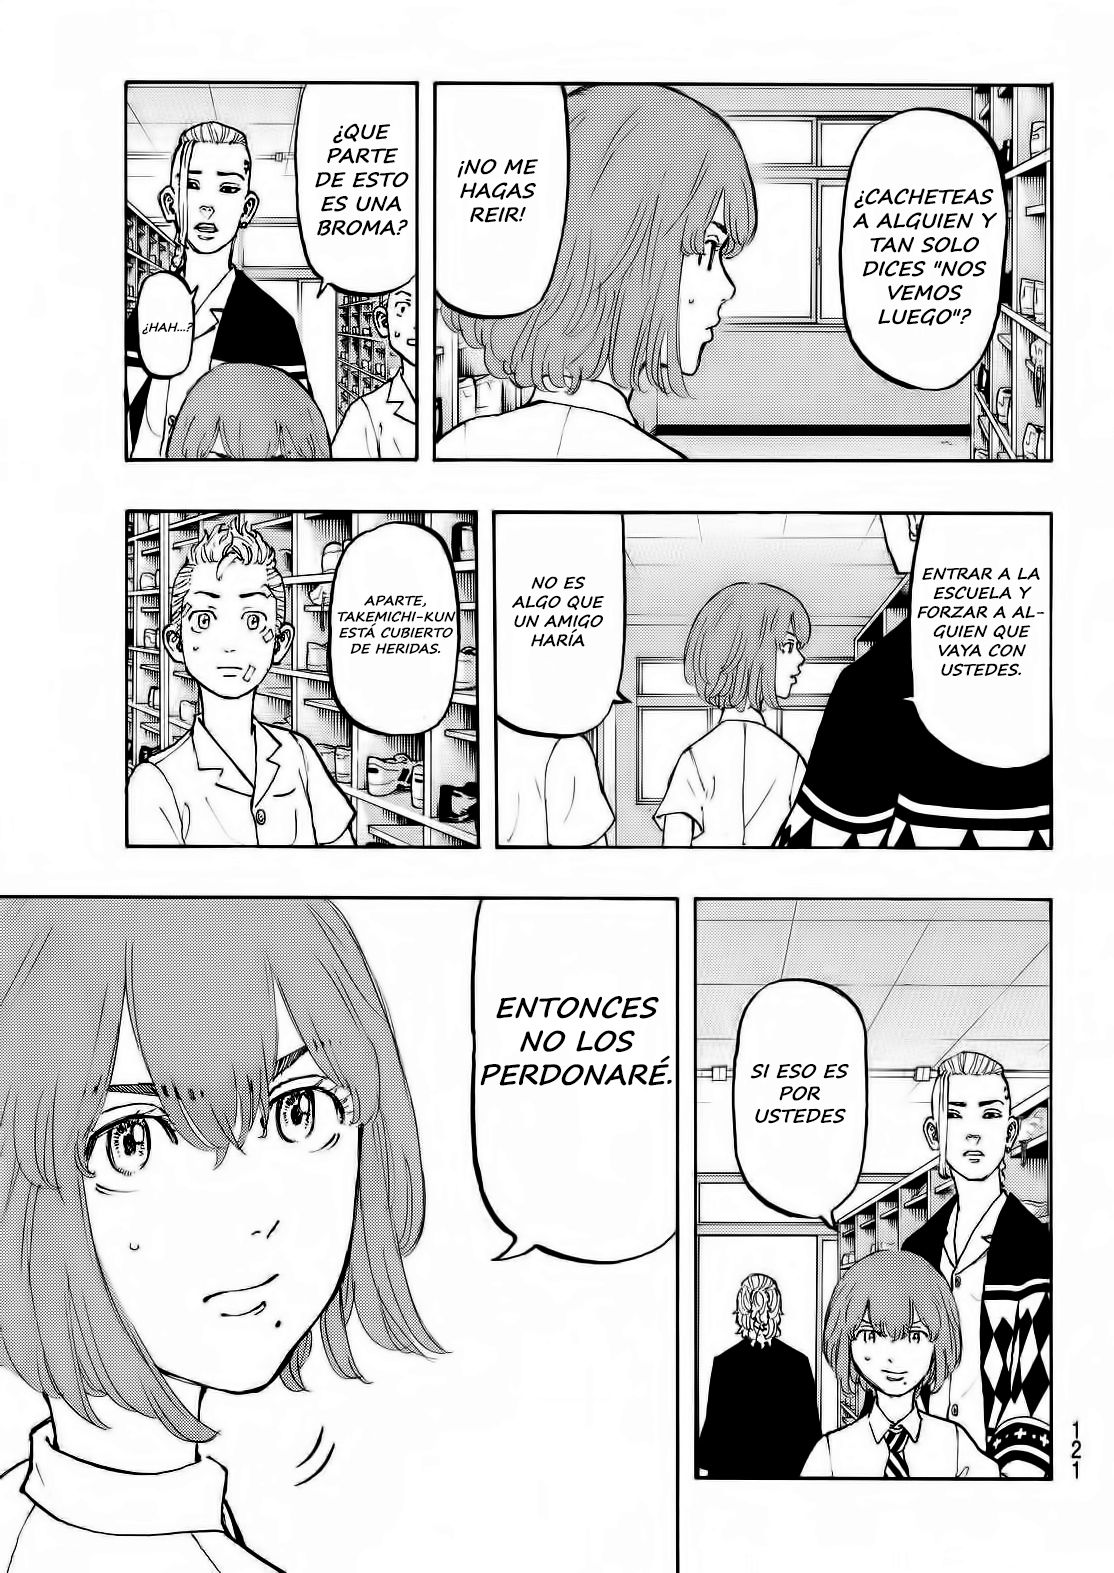 ¿CACHETEAS
A ALGUIEN Y
TAN SOLO
DICES "NOS
VEMOS
LUEGO"?
¡NO ME
HAGAS
REIR!
¿QUE
PARTE
DE ESTO
ES UNA
BROMA?
¿HAH...?
ENTRAR A LA
ESCUELA Y
FORZAR A AL-
GUIEN QUE
VAYA CON
USTEDES.
NO ES
ALGO QUE
UN AMIGO
HARÍA
APARTE,
TAKEMICHI-KUN
ESTÁ CUBIERTO
DE HERIDAS.
SI ESO ES
POR
USTEDES
ENTONCES
NO LOS
PERDONARÉ.
121